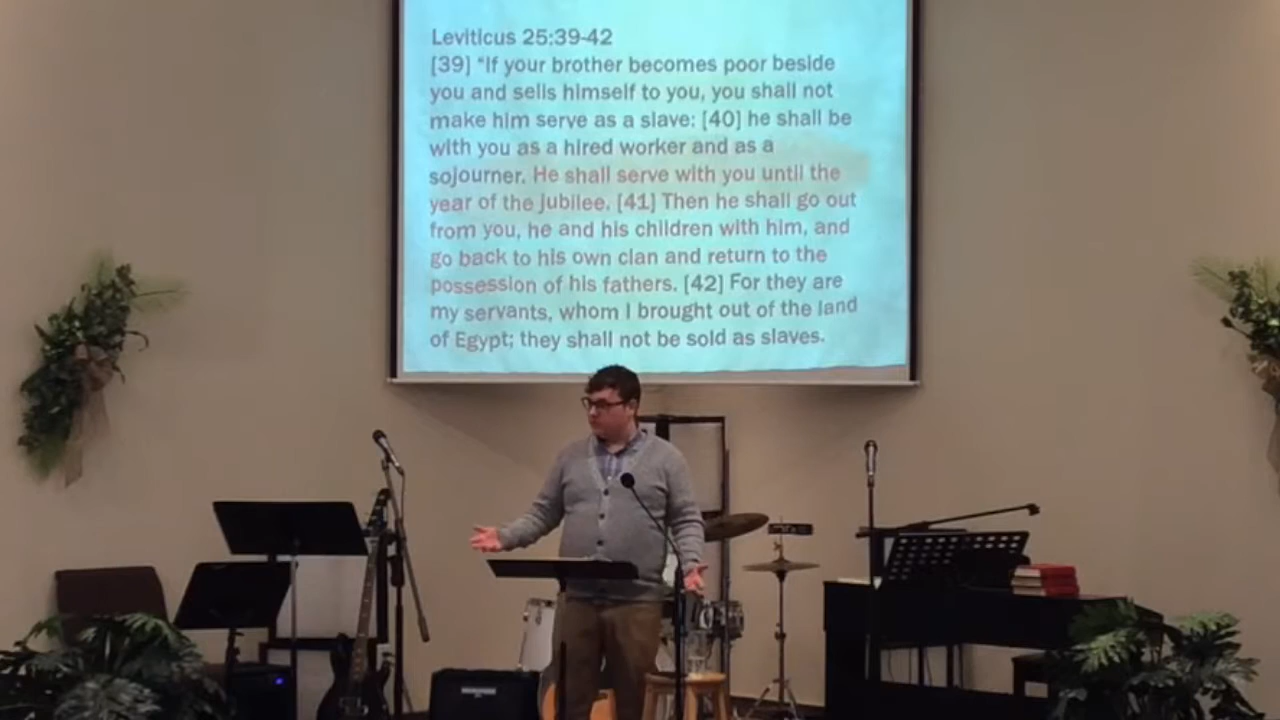 Leviticus 25:39-42
[39] “If your brother becomes poor beside
you and sells himself to you, you shall not
make him serve as a slave: [40] he shall be
with you as a hired worker and as a
sojourner. He shall serve with you until the
year of the jubilee. [41] Then he shall go out
from you, he and his children with him, and
go back to his own clan and return to the
possession of his fathers. [42] For they are
my servants, whom I brought out of the land
of Egypt; they shall not be sold as slaves.